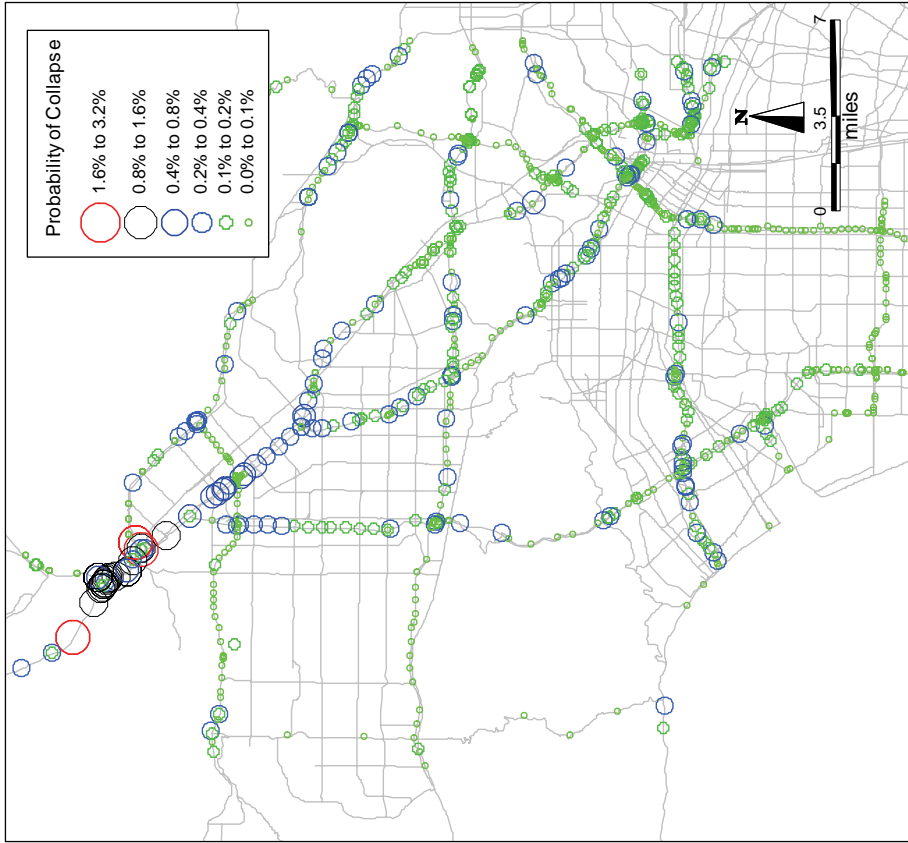 Probability of Collapse
1.6% to 3.2%
0.8% to 1.6%
0.4% to 0.8%
0.2% to 0.4%
0.1% to 0.2%
0.0% to 0.1%
N
0 3.5 7
miles